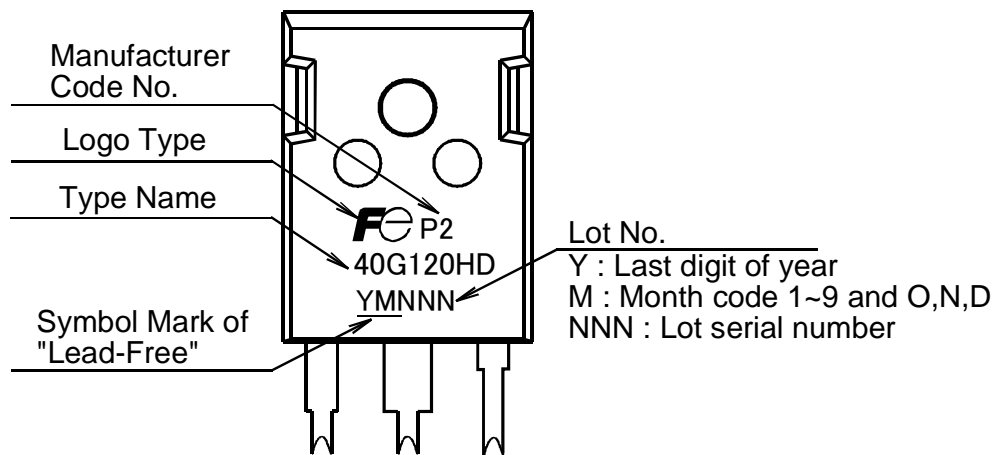 Manufacturer
Code No.
Logo Type
Type Name
Fe P2
40G120HD
YMNNN
Symbol Mark of
"Lead-Free"
Lot No.
Y : Last digit of year
M : Month code 1~9 and O,N,D
NNN : Lot serial number